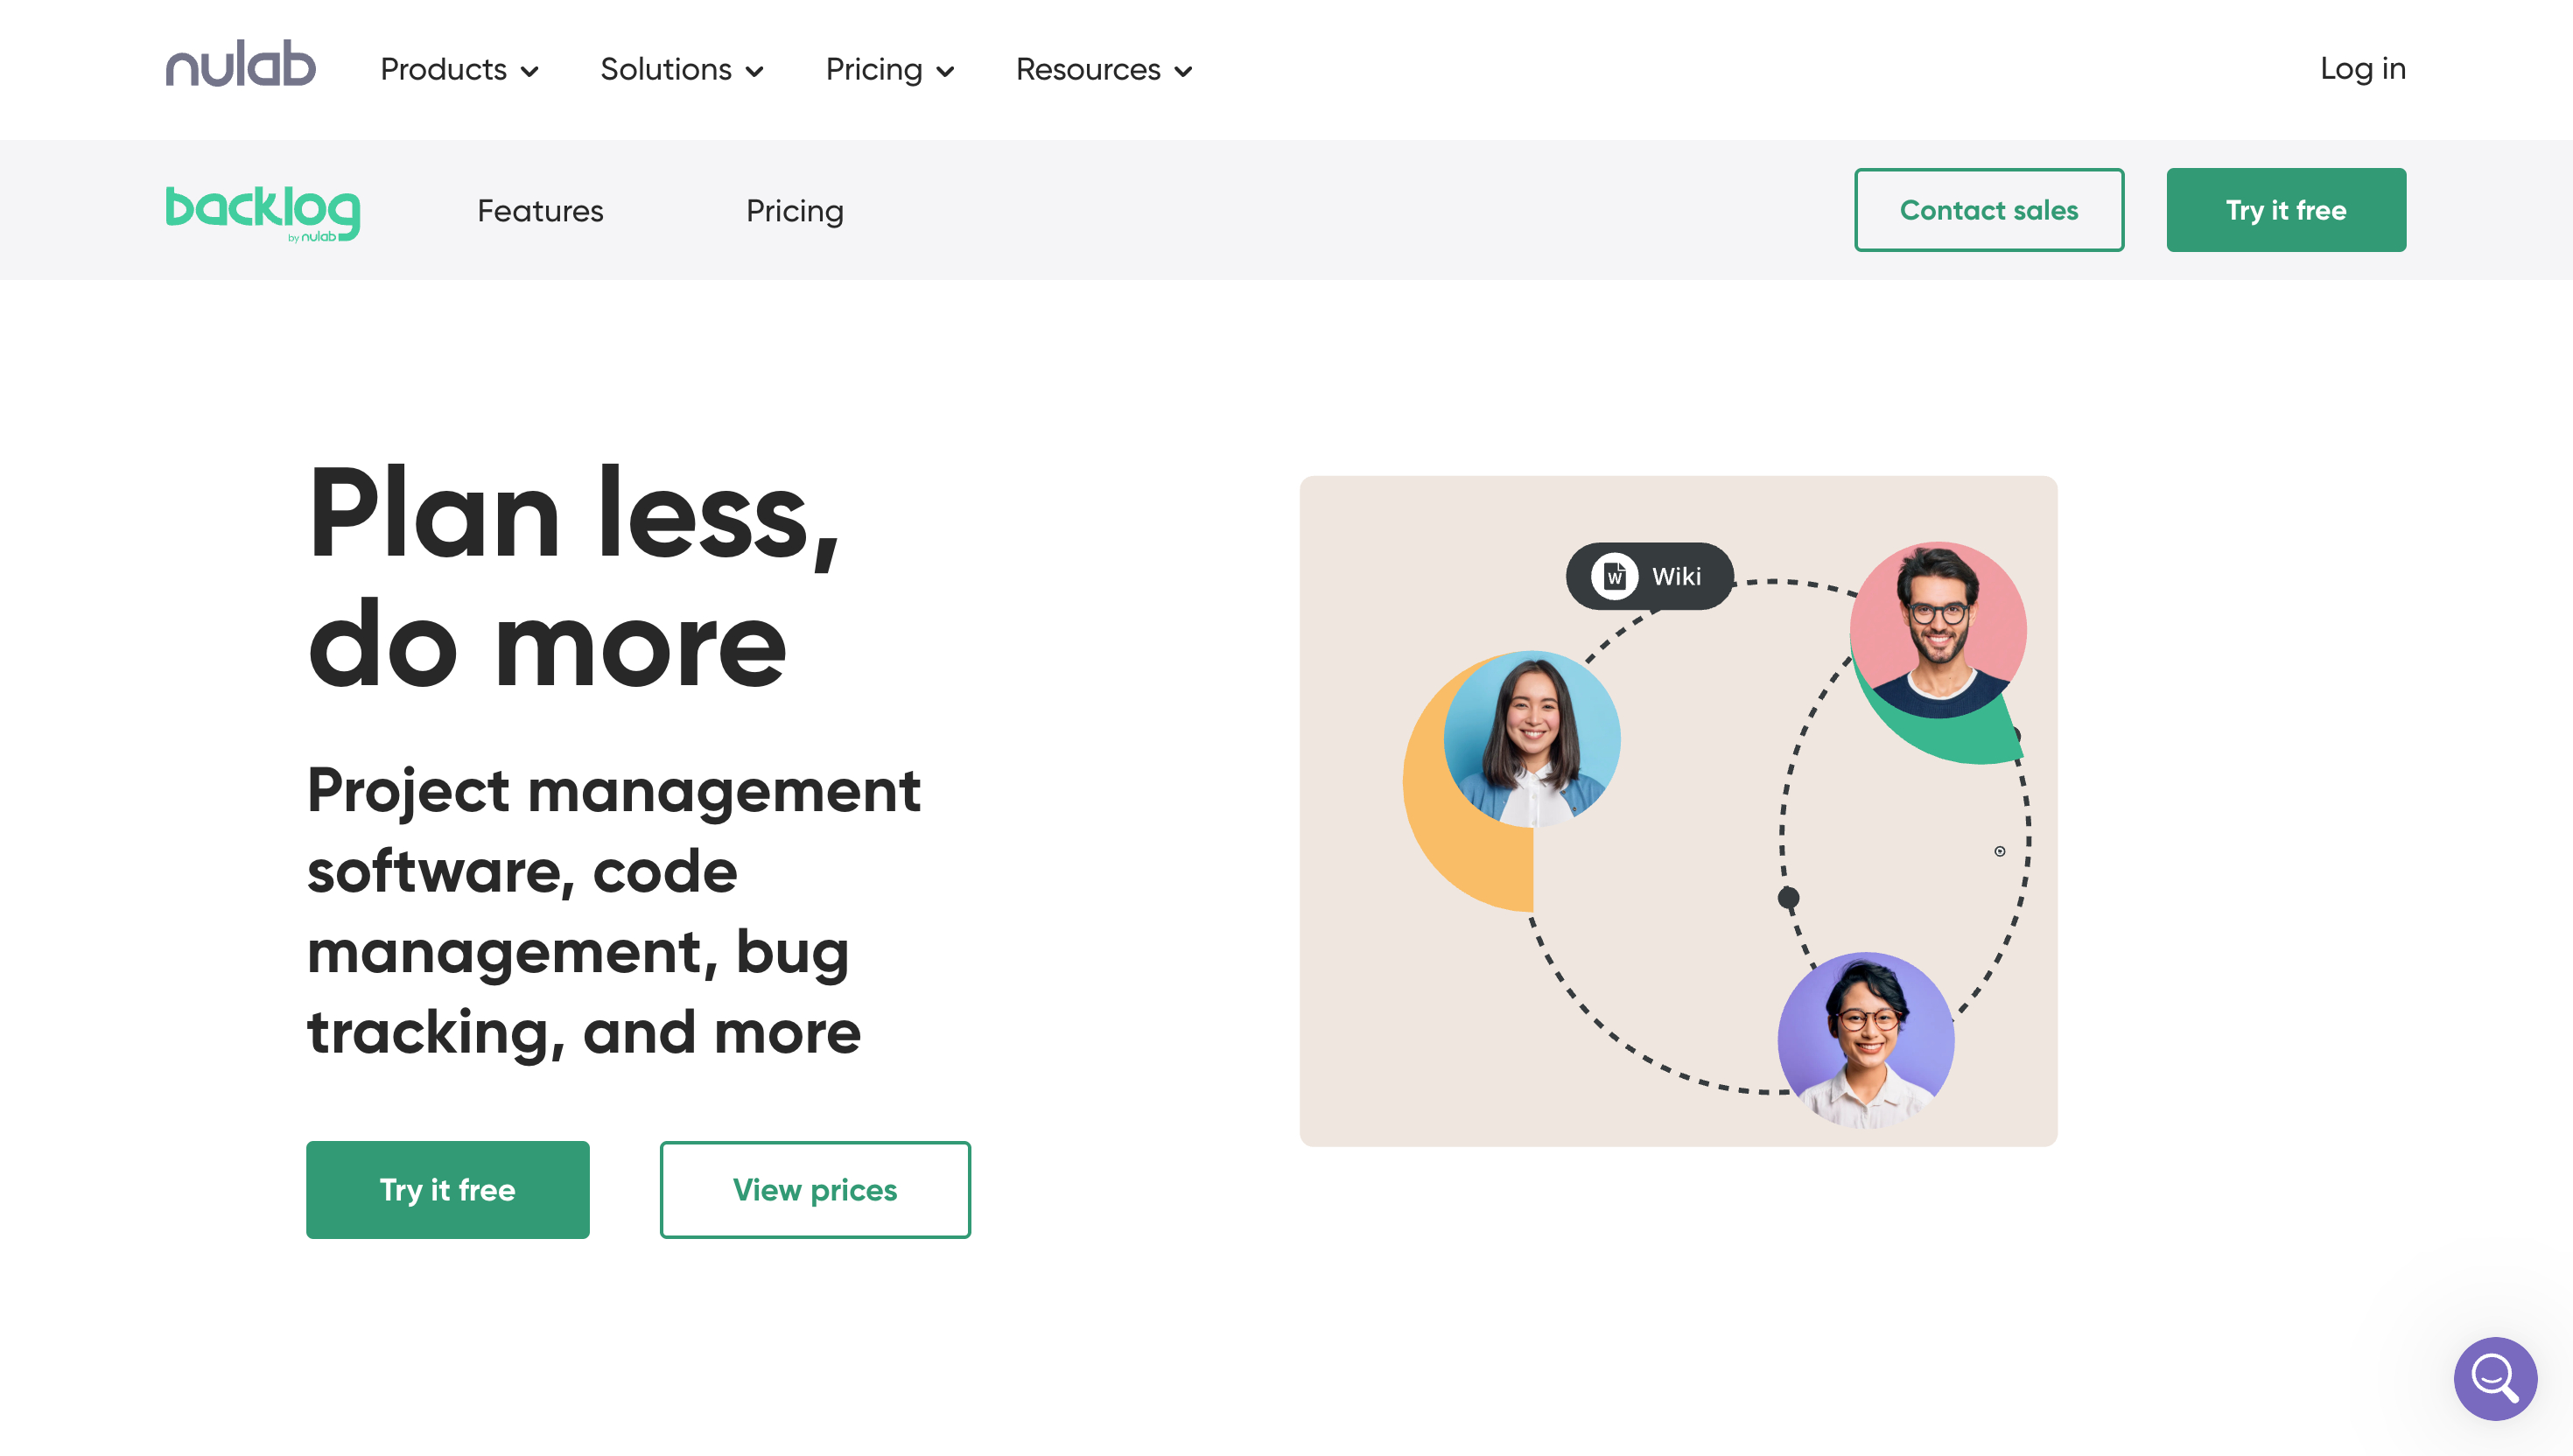 nulab
Products
Solutions
Pricing
Resources
Log in
backlog
by nulab
Features
Pricing
Contact sales
Try it free
Plan less,
do more
Project management
software, code
management, bug
tracking, and more
Try it free
View prices
W
Wiki